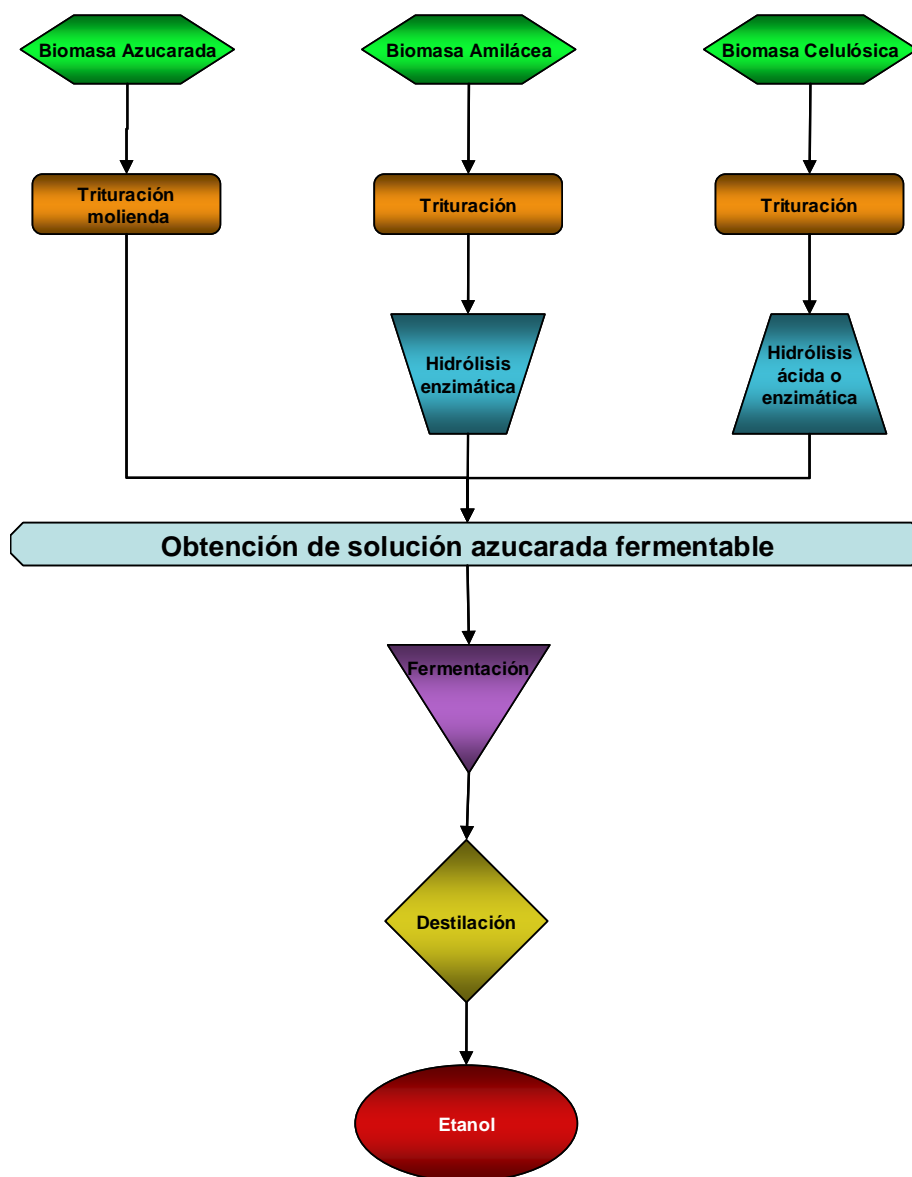 Biomasa Azucarada
Biomasa Amilácea
Biomasa Celulósica
Trituración
molienda
Trituración
Trituración
Hidrólisis
enzimática
Hidrólisis
ácida o
enzimática
Obtención de solución azucarada fermentable
Fermentación
Destilación
Etanol